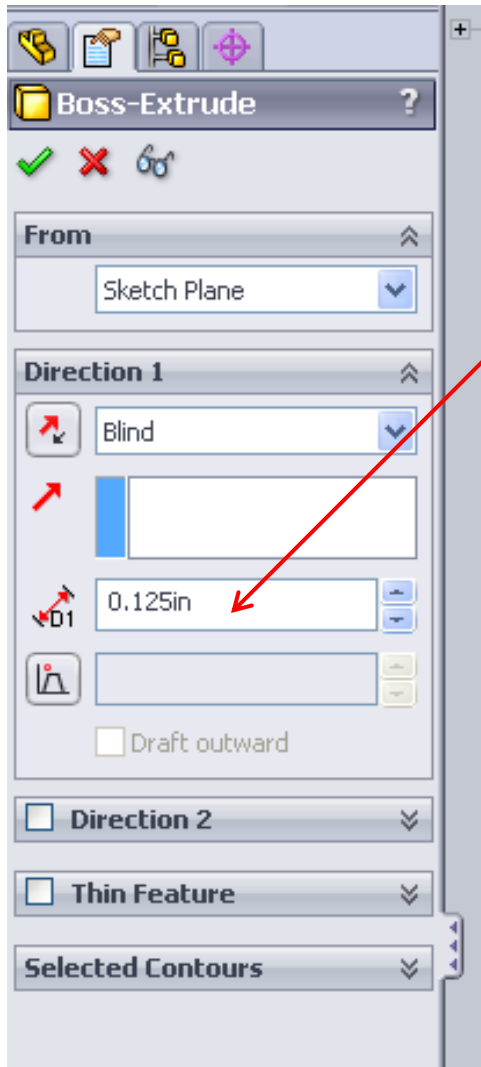 Boss-Extrude ?
From
Sketch Plane
Direction 1
Blind
D1 0.125in
Draft outward
Direction 2
Thin Feature
Selected Contours